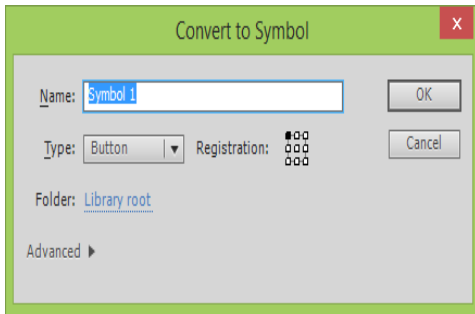 Convert to Symbol
X
Name: Symbol 1
OK
Type: Button Registration:
Cancel
Folder: Library root
Advanced